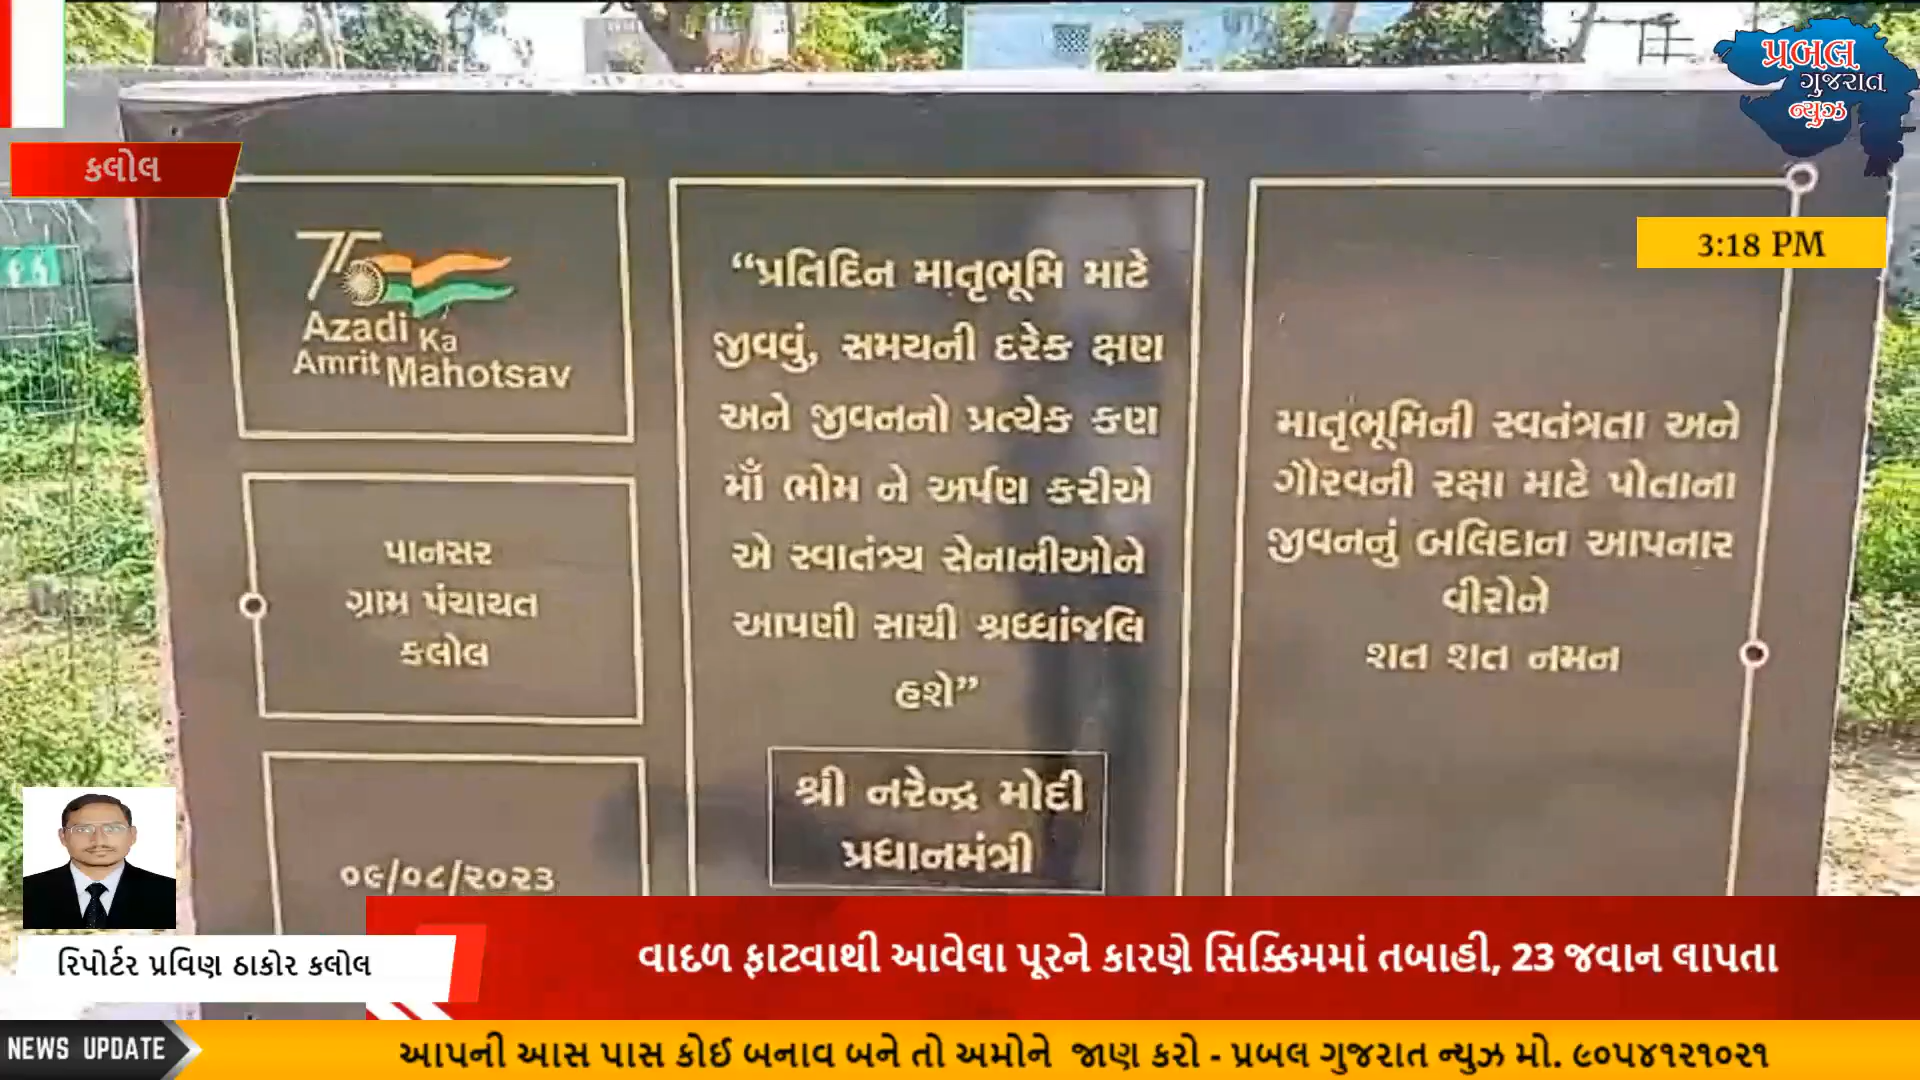 પ્રબલ
ગુજરાત
ન્યુઝ
કલોલ
3:18 PM
75
Azadi Ka
Amrit Mahotsav
પાનસર
ગ્રામ પંચાયત
કલોલ
૦૯/૦૮/૨૦૨૩
“પ્રતિદિન માતૃભૂમિ માટે
જીવવું, સમયની દરેક ક્ષણ
અને જીવનનો પ્રત્યેક કણ
માઁ ભોમ ને અર્પણ કરીએ
એ સ્વાતંત્ર્ય સેનાનીઓને
આપણી સાચી શ્રદ્ધાંજલિ
હશે”
શ્રી નરેન્દ્ર મોદી
પ્રધાનમંત્રી
માતૃભૂમિની સ્વતંત્રતા અને
ગૌરવની રક્ષા માટે પોતાના
જીવનનું બલિદાન આપનાર
વીરોને
શત શત નમન
રિપોર્ટર પ્રવિણ ઠાકોર કલોલ
વાદળ ફાટવાથી આવેલા પૂરને કારણે સિક્કિમમાં તબાહી, 23 જવાન લાપતા
NEWS UPDATE
આપની આસ પાસ કોઈ બનાવ બને તો અમોને જાણ કરો - પ્રબલ ગુજરાત ન્યુઝ મો. ૯૦૫૪૧૨૧૦૨૧